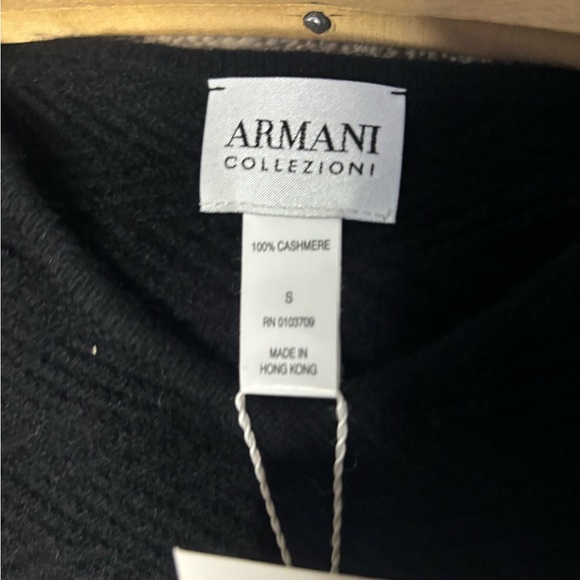 ARMANI
COLLEZIONI
100% CASHMERE
S
RN 0103709
MADE IN
HONG KONG